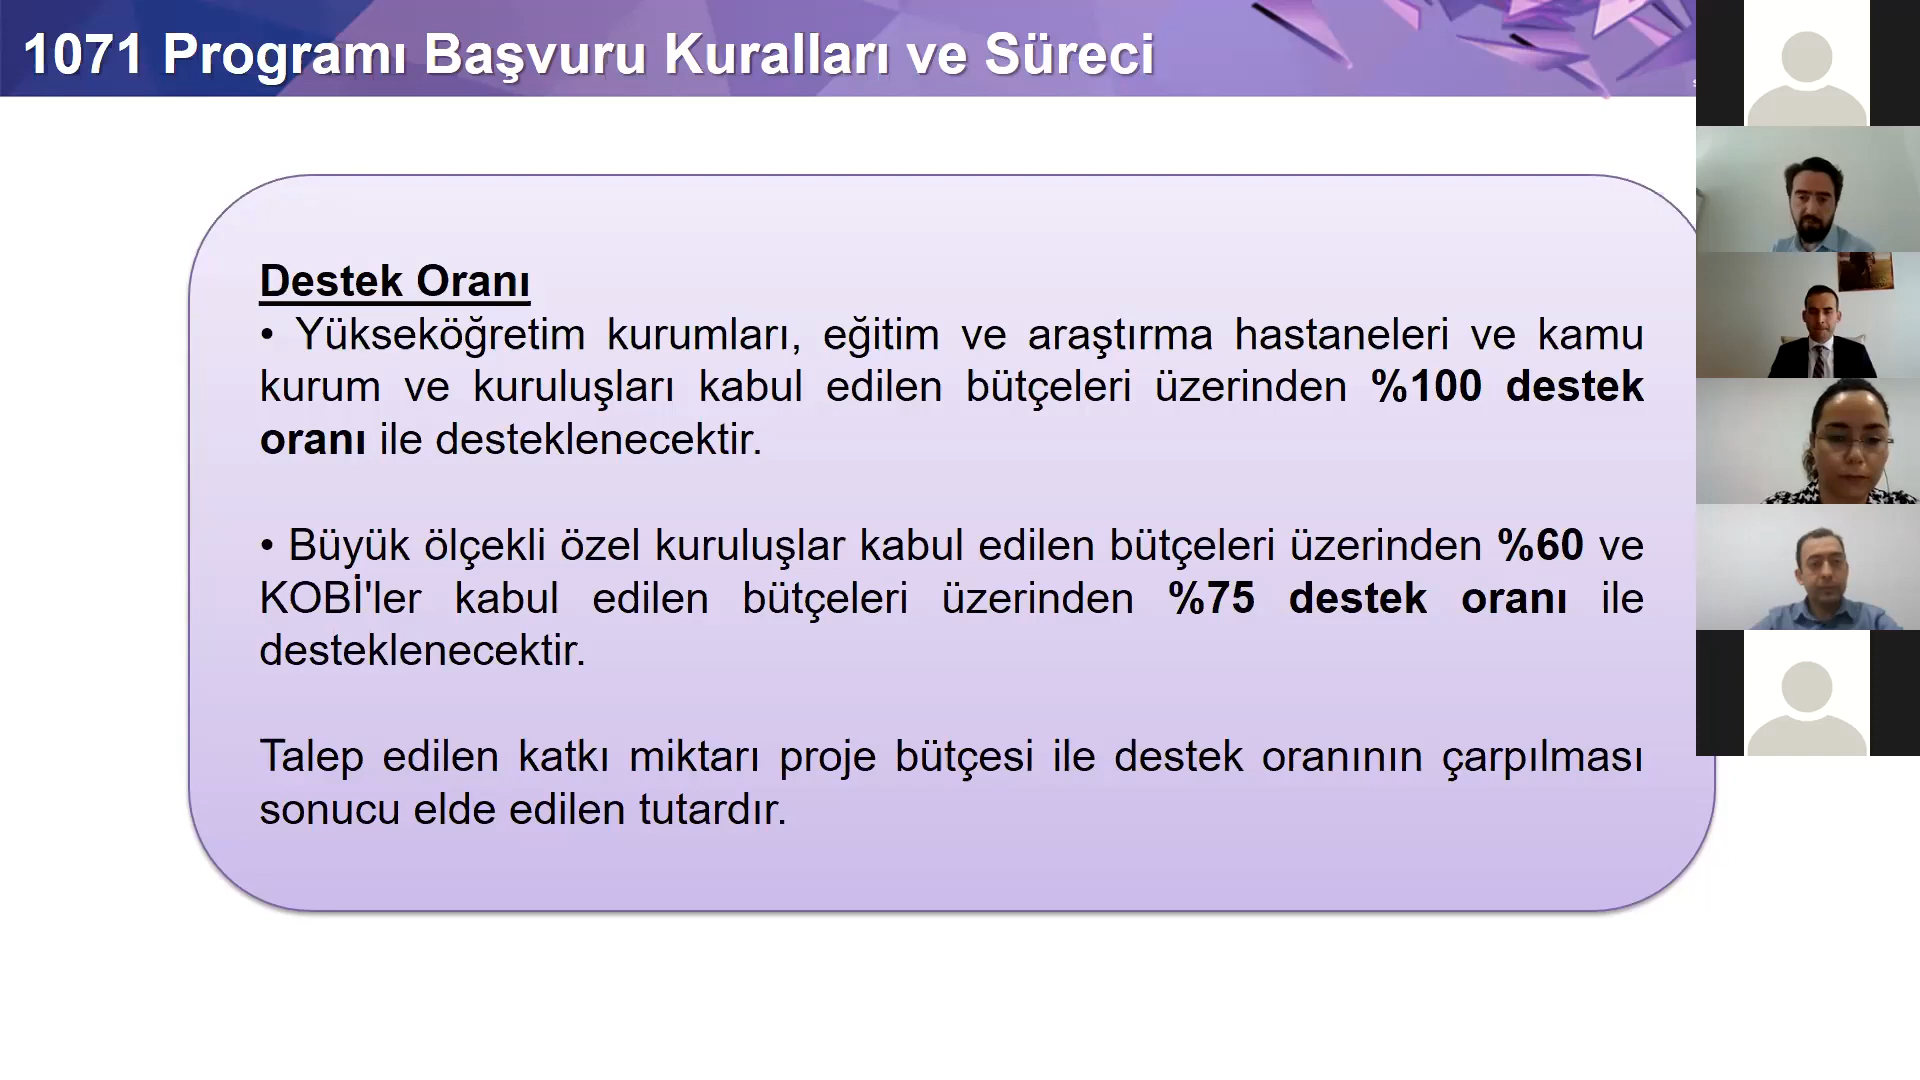 1071 Programı Başvuru Kuralları ve Süreci
Destek Oranı
• Yükseköğretim kurumları, eğitim ve araştırma hastaneleri ve kamu
kurum ve kuruluşları kabul edilen bütçeleri üzerinden %100 destek
oranı ile desteklenecektir.
• Büyük ölçekli özel kuruluşlar kabul edilen bütçeleri üzerinden %60 ve
KOBİ'ler kabul edilen bütçeleri üzerinden %75 destek oranı ile
desteklenecektir.
Talep edilen katkı miktarı proje bütçesi ile destek oranının çarpılması
sonucu elde edilen tutardır.